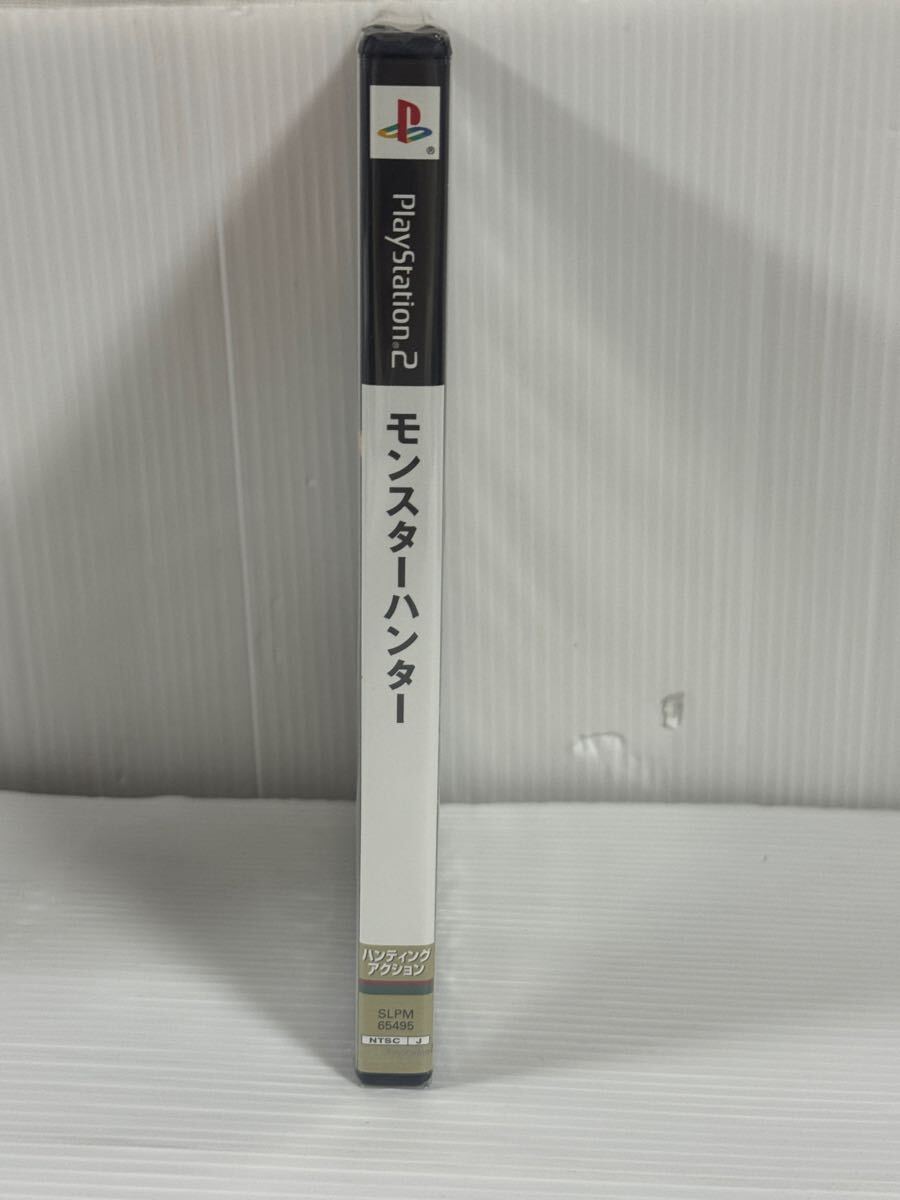 PlayStation®2
モンスターハンター
ハンティング
アクション
SLPM
65495
NTSC J